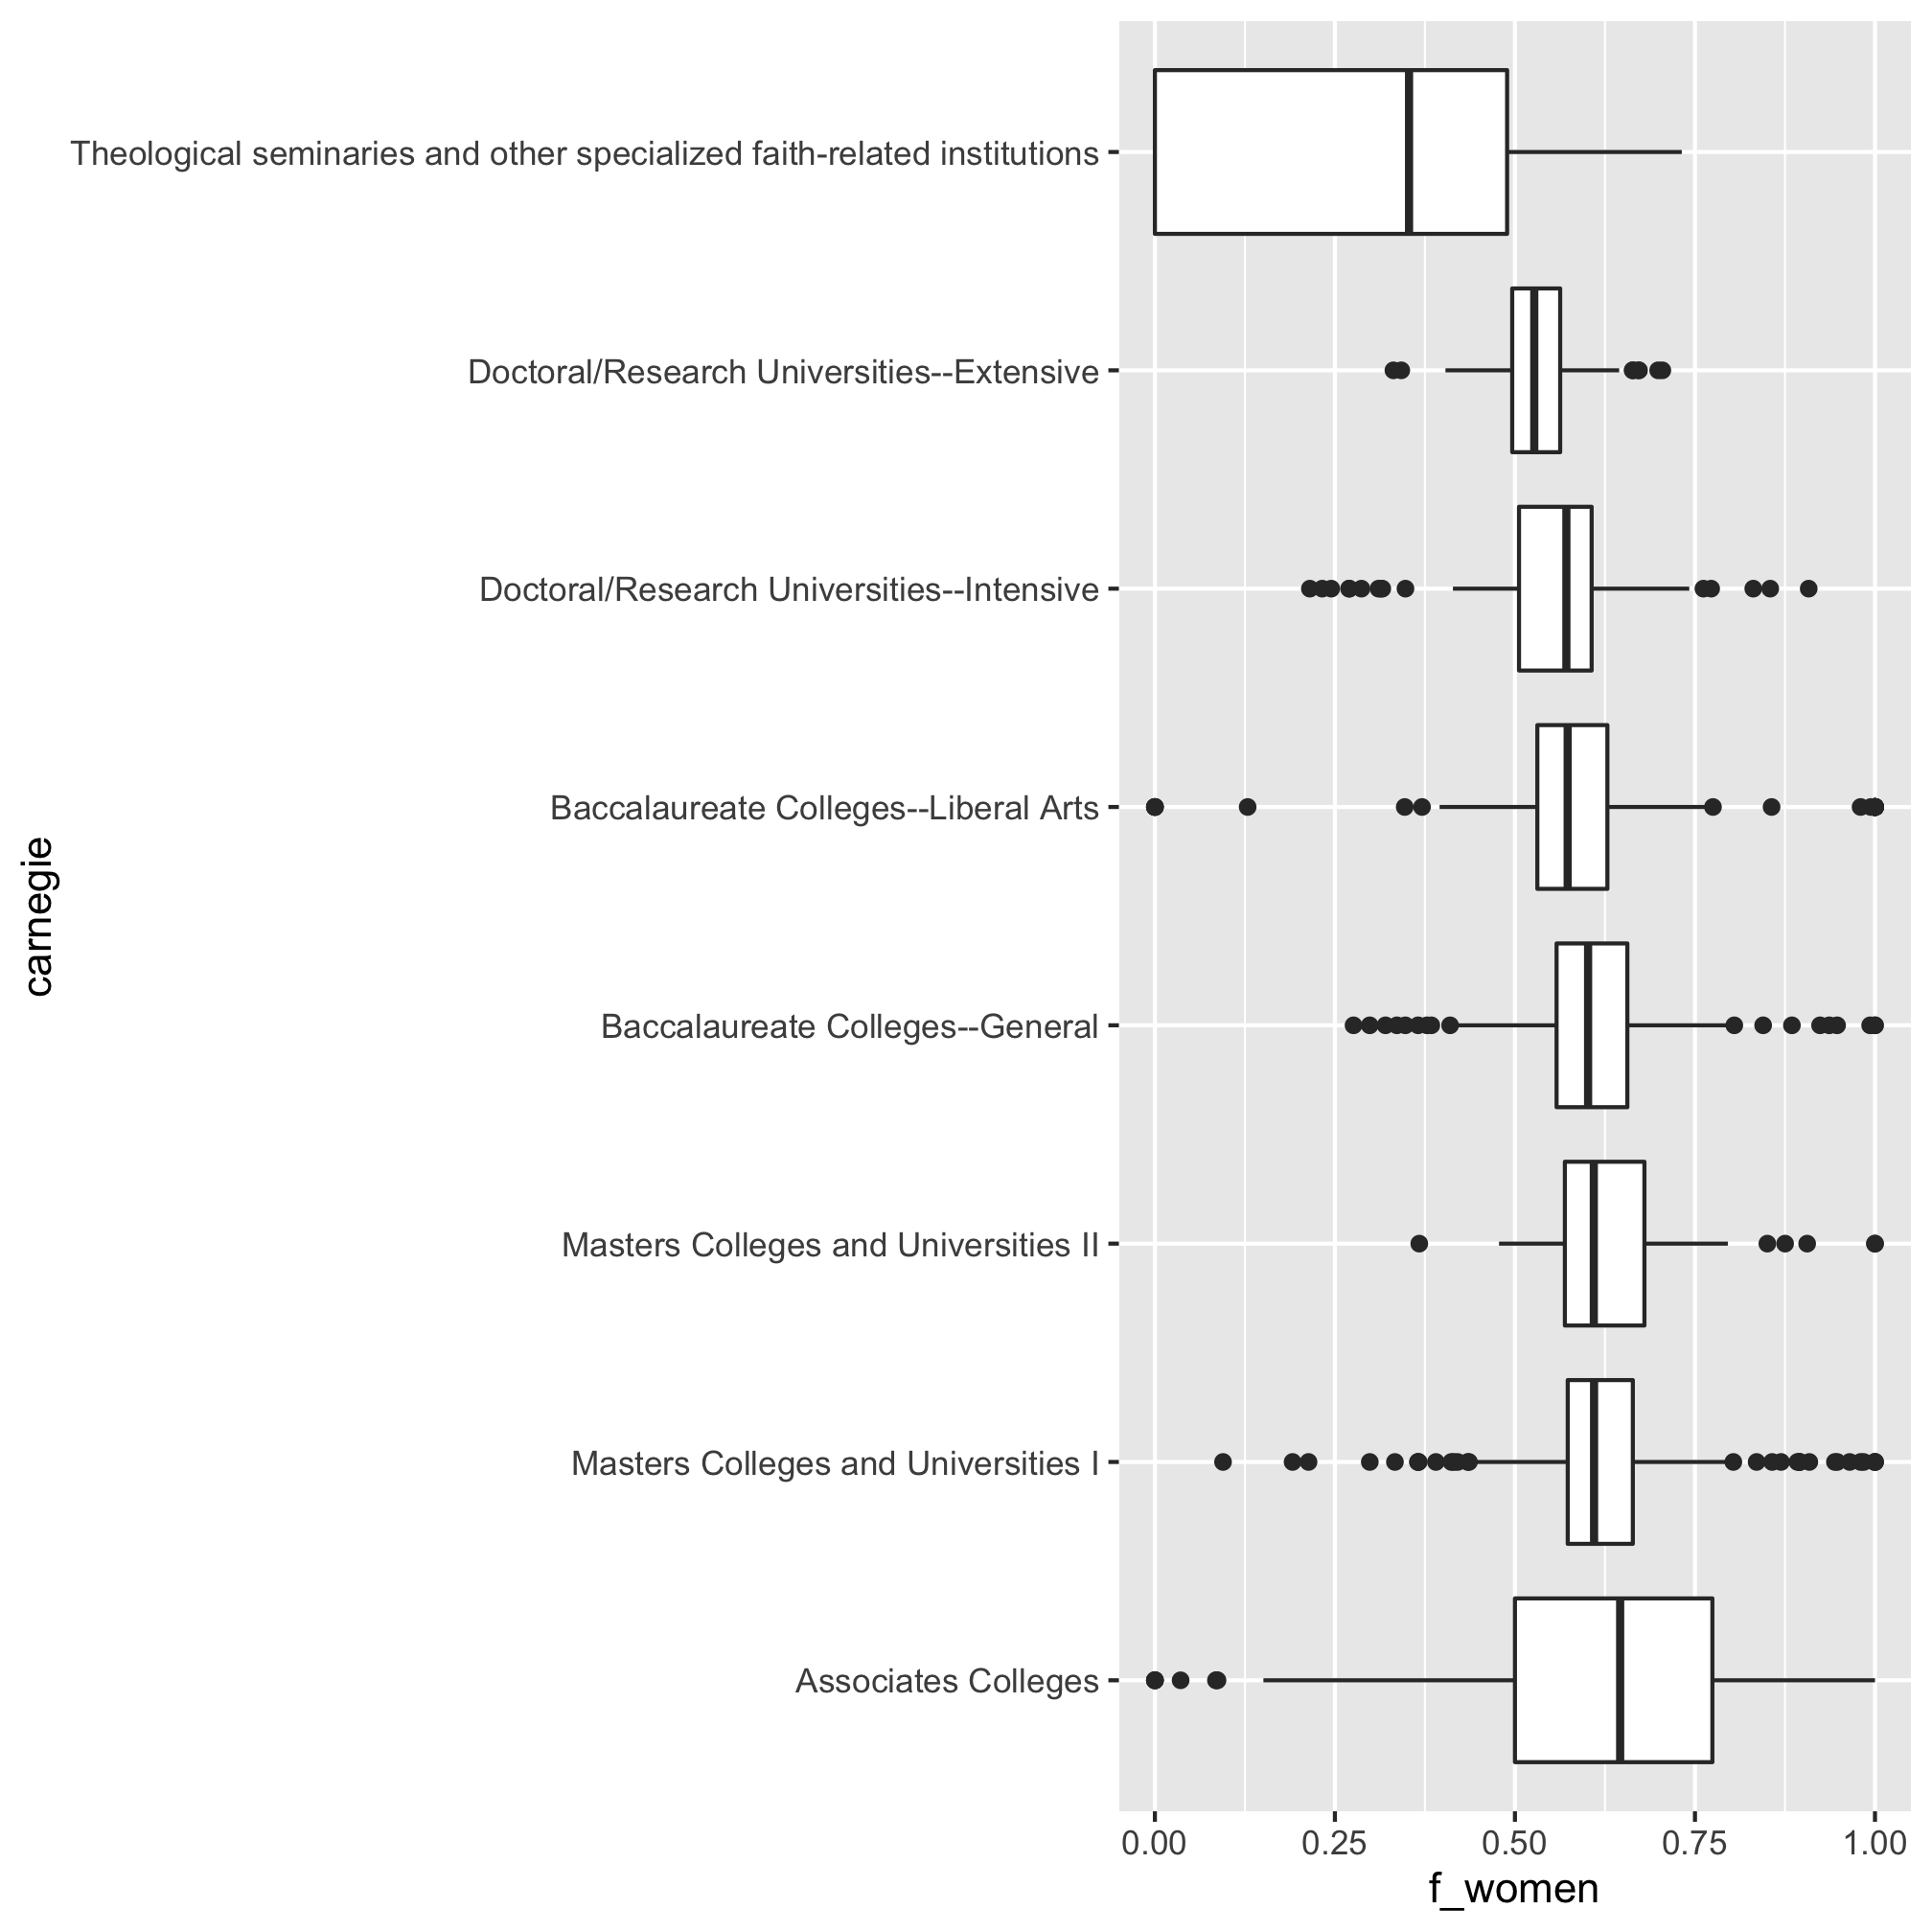 carnegie
Theological seminaries and other specialized faith-related institutions
Doctoral/Research Universities--Extensive
Doctoral/Research Universities--Intensive
Baccalaureate Colleges--Liberal Arts
Baccalaureate Colleges--General
Masters Colleges and Universities II
Masters Colleges and Universities I
Associates Colleges
0.00 0.25 0.50 0.75 1.00
f_women